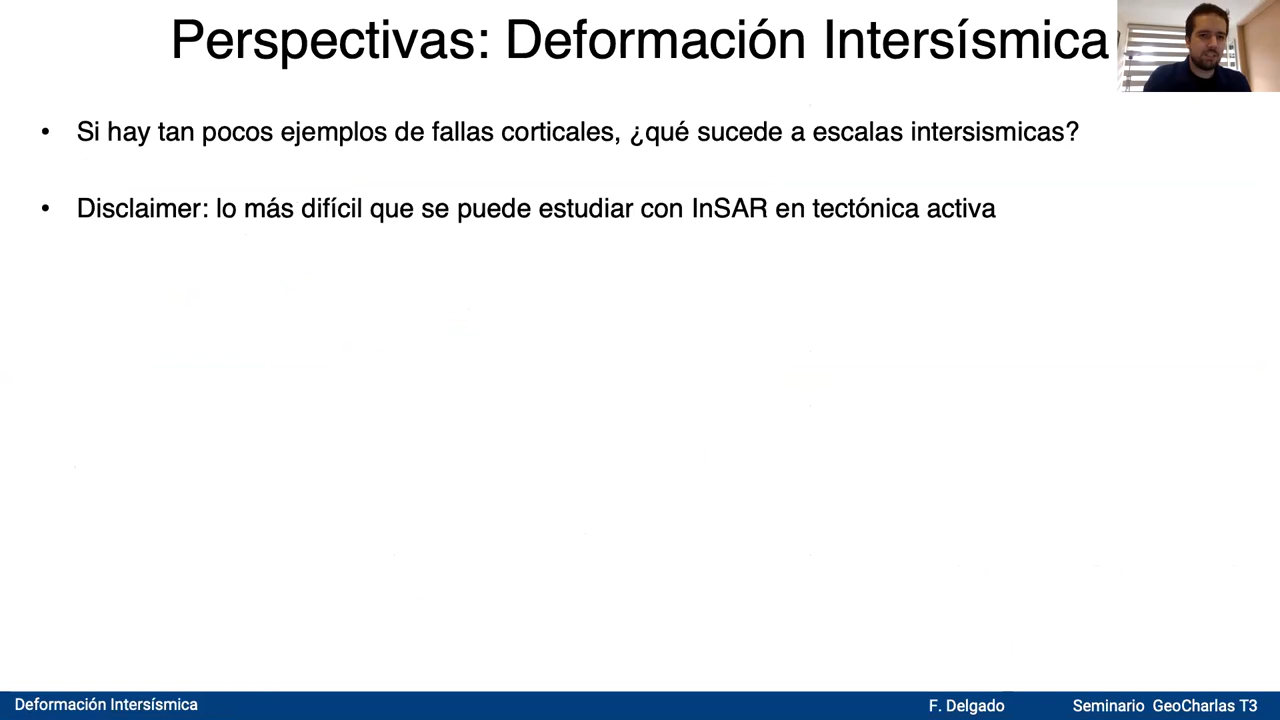 Perspectivas: Deformación Intersísmica
• Si hay tan pocos ejemplos de fallas corticales, ¿qué sucede a escalas intersismicas?
• Disclaimer: lo más difícil que se puede estudiar con InSAR en tectónica activa
Deformación Intersísmica
F. Delgado
Seminario GeoCharlas T3